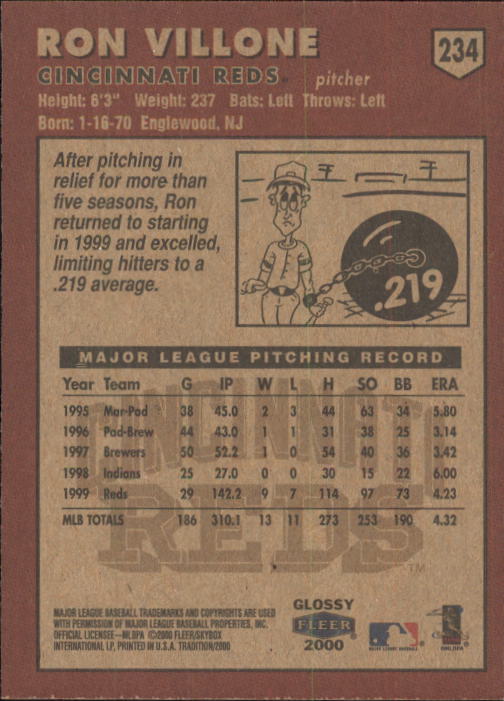 RON VILLONE
234
CINCINNATI REDS® pitcher
Height: 6'3" Weight: 237 Bats: Left Throws: Left
Born: 1-16-70 Englewood, NJ
After pitching in
relief for more than
five seasons, Ron
returned to starting
in 1999 and excelled,
limiting hitters to a
.219 average.
.219
MAJOR LEAGUE PITCHING RECORD
Year Team G IP W L H SO BB ERA
1995 Mar-Pad 38 45.0 2 3 44 63 34 5.80
1996 Pad-Brew 44 43.0 1 1 31 38 25 3.14
1997 Brewers 50 52.2 1 0 54 40 36 3.42
1998 Indians 25 27.0 0 0 30 15 22 6.00
1999 Reds 29 142.2 9 7 114 97 73 4.23
MLB TOTALS 186 310.1 13 11 273 253 190 4.32
CINCINNATI
REDS
TM
MAJOR LEAGUE BASEBALL TRADEMARKS AND COPYRIGHTS ARE USED
WITH PERMISSION OF MAJOR LEAGUE BASEBALL PROPERTIES, INC.
OFFICIAL LICENSEE—MLBPA ©2000 FLEER/SKYBOX
INTERNATIONAL LP, PRINTED IN U.S.A. TRADITION/2000
GLOSSY
FLEER
2000
MAJOR LEAGUE BASEBALL
MLBPA